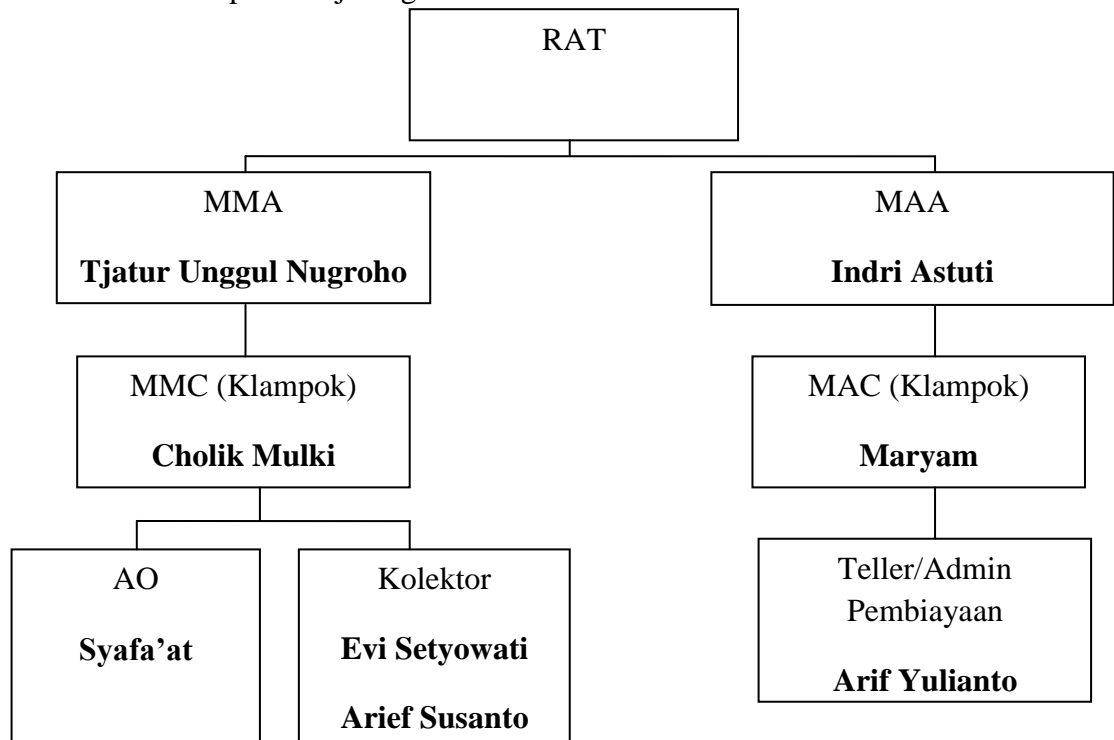 RAT
MMA
Tjatur Unggul Nugroho
MAA
Indri Astuti
MMC (Klampok)
Cholik Mulki
MAC (Klampok)
Maryam
AO
Syafa’at
Kolektor
Evi Setyowati
Arief Susanto
Teller/Admin
Pembiayaan
Arif Yulianto